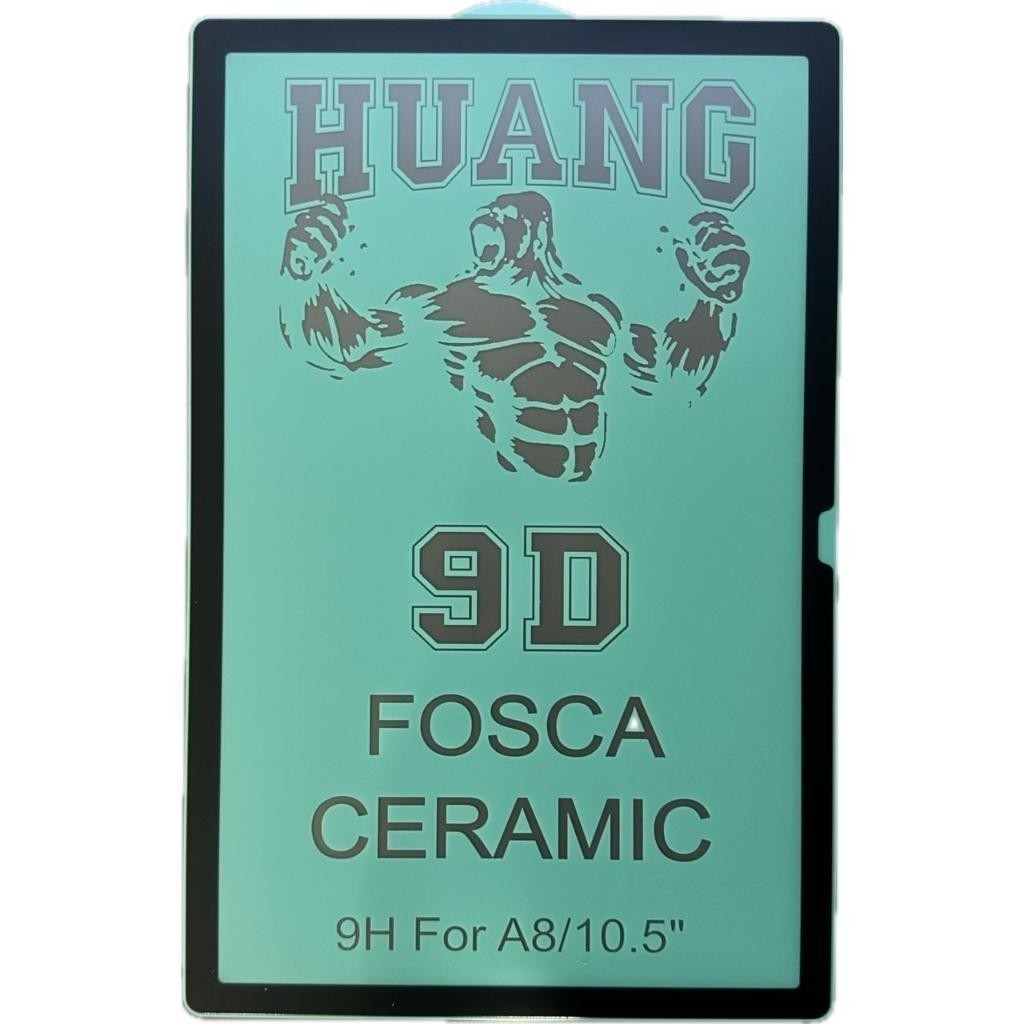 HUANG
9D
FOSCA
CERAMIC
9H For A8/10.5"